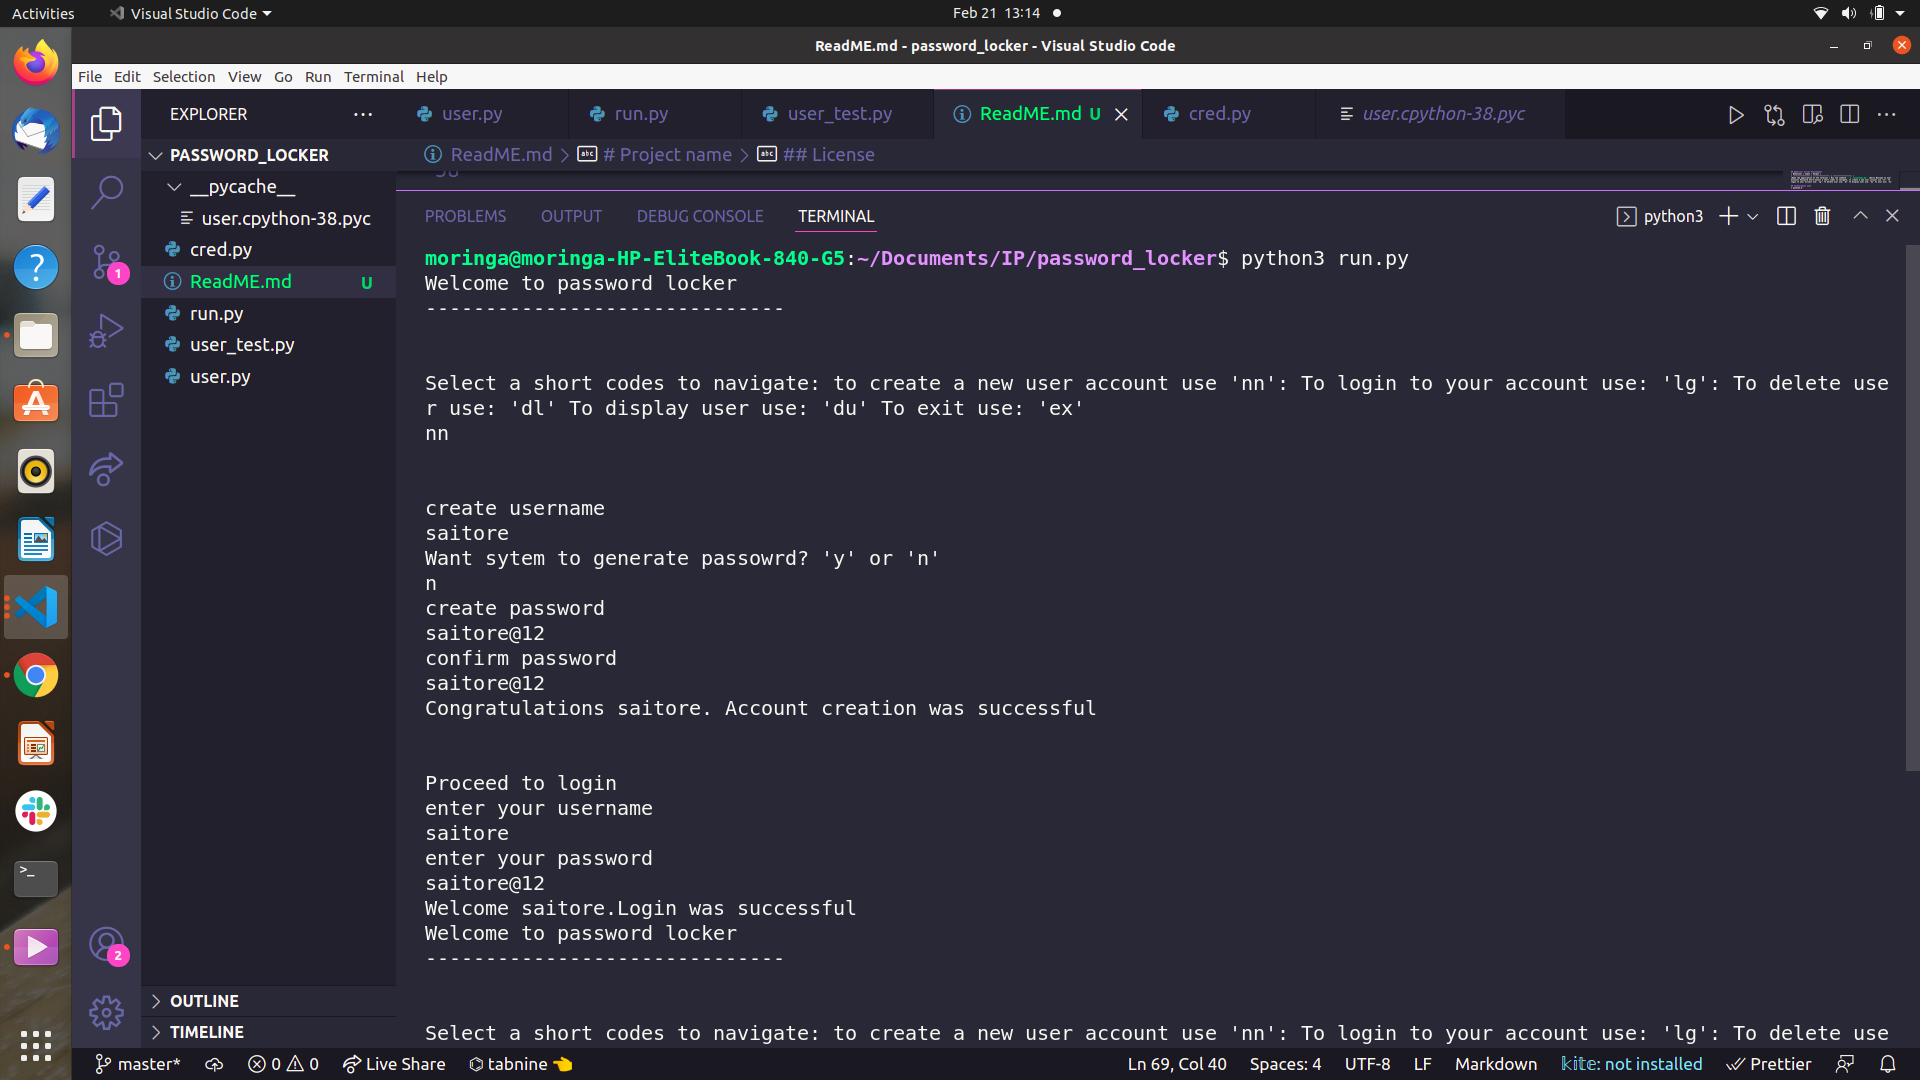 Activities
Visual Studio Code
Feb 21 13:14
ReadME.md - password_locker - Visual Studio Code
File Edit Selection View Go Run Terminal Help
EXPLORER
user.py
run.py
user_test.py
ReadME.md U
cred.py
user.cpython-38.pyc
PASSWORD_LOCKER
__pycache__
user.cpython-38.pyc
cred.py
ReadME.md U
run.py
user_test.py
user.py
OUTLINE
TIMELINE
1
2
ReadME.md > abc # Project name > abc ## License
PROBLEMS OUTPUT DEBUG CONSOLE TERMINAL
python3
moringa@moringa-HP-EliteBook-840-G5:~/Documents/IP/password_locker$ python3 run.py
Welcome to password locker
------------------------------
Select a short codes to navigate: to create a new user account use 'nn': To login to your account use: 'lg': To delete use
r use: 'dl' To display user use: 'du' To exit use: 'ex'
nn
create username
saitore
Want sytem to generate passowrd? 'y' or 'n'
n
create password
saitore@12
confirm password
saitore@12
Congratulations saitore. Account creation was successful
Proceed to login
enter your username
saitore
enter your password
saitore@12
Welcome saitore.Login was successful
Welcome to password locker
------------------------------
Select a short codes to navigate: to create a new user account use 'nn': To login to your account use: 'lg': To delete use
master* 0 0 Live Share tabnine Ln 69, Col 40 Spaces: 4 UTF-8 LF Markdown kite: not installed Prettier